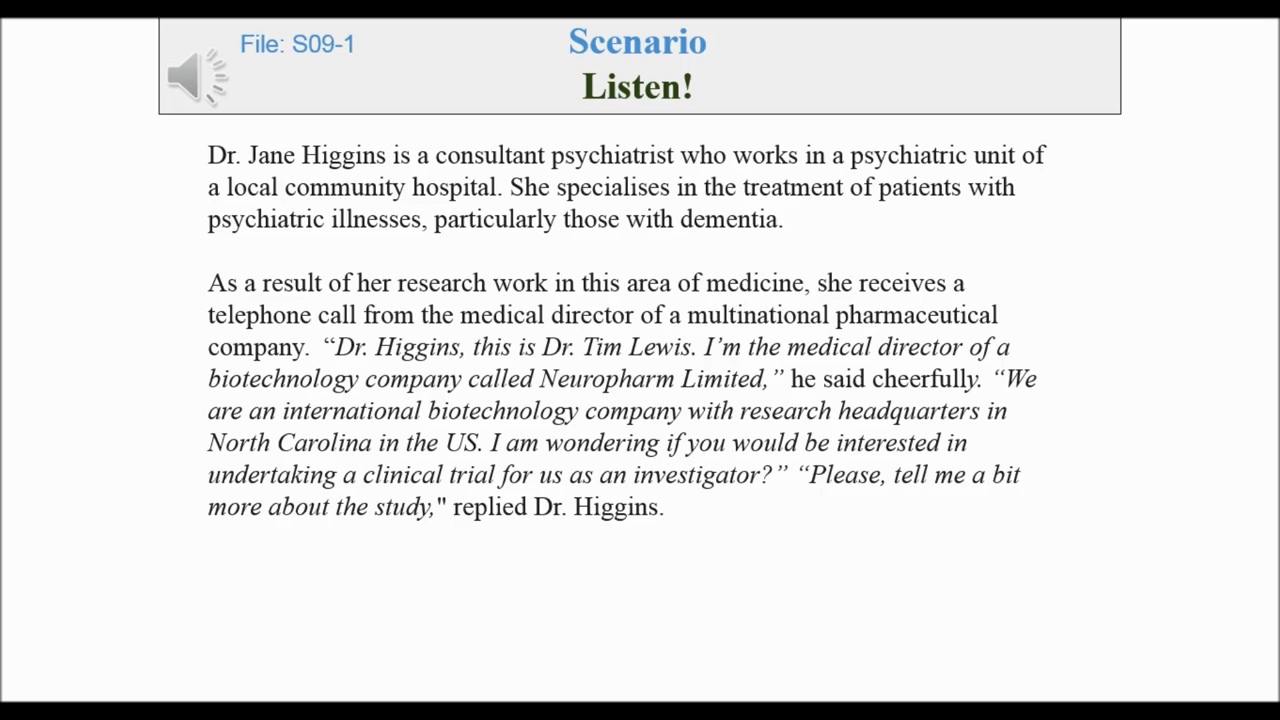 File: S09-1
Scenario
Listen!
Dr. Jane Higgins is a consultant psychiatrist who works in a psychiatric unit of
a local community hospital. She specialises in the treatment of patients with
psychiatric illnesses, particularly those with dementia.
As a result of her research work in this area of medicine, she receives a
telephone call from the medical director of a multinational pharmaceutical
company.  “Dr. Higgins, this is Dr. Tim Lewis. I’m the medical director of a
biotechnology company called Neuropharm Limited,” he said cheerfully. “We
are an international biotechnology company with research headquarters in
North Carolina in the US. I am wondering if you would be interested in
undertaking a clinical trial for us as an investigator?” “Please, tell me a bit
more about the study," replied Dr. Higgins.